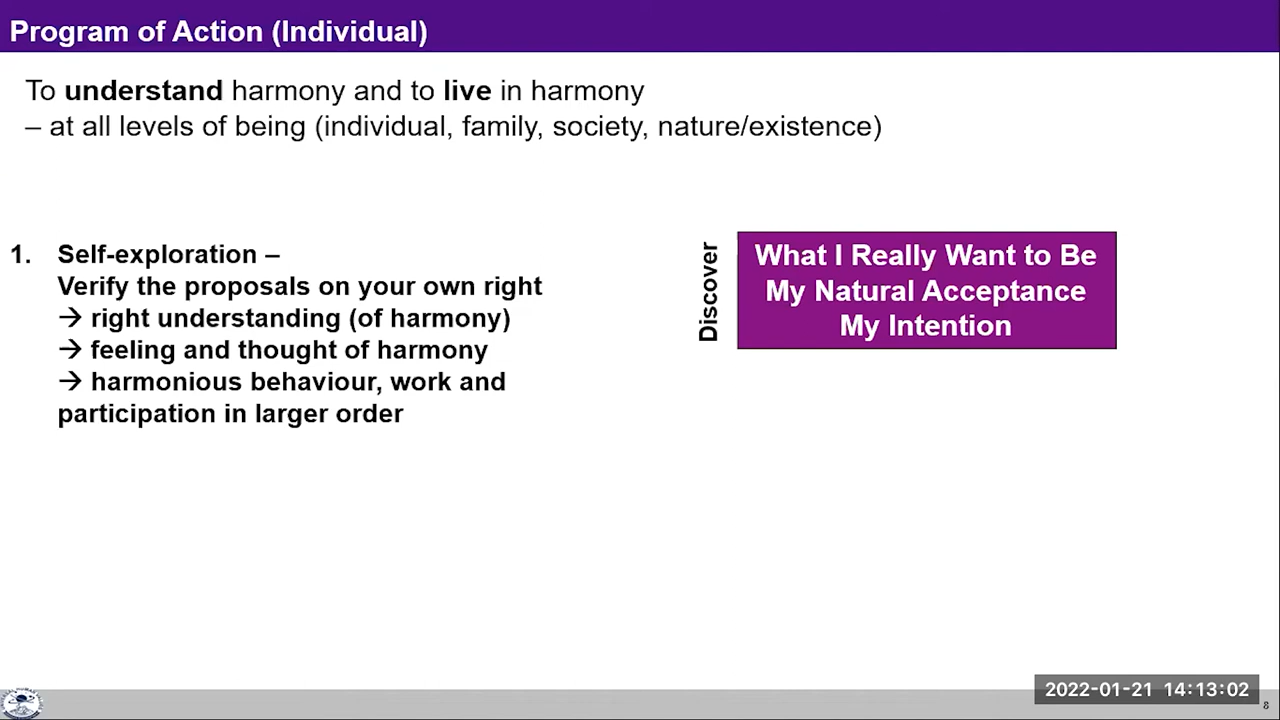 Program of Action (Individual)
To understand harmony and to live in harmony
– at all levels of being (individual, family, society, nature/existence)
1. Self-exploration –
Verify the proposals on your own right
→ right understanding (of harmony)
→ feeling and thought of harmony
→ harmonious behaviour, work and
participation in larger order
Discover
What I Really Want to Be
My Natural Acceptance
My Intention
2022-01-21 14:13:02
8